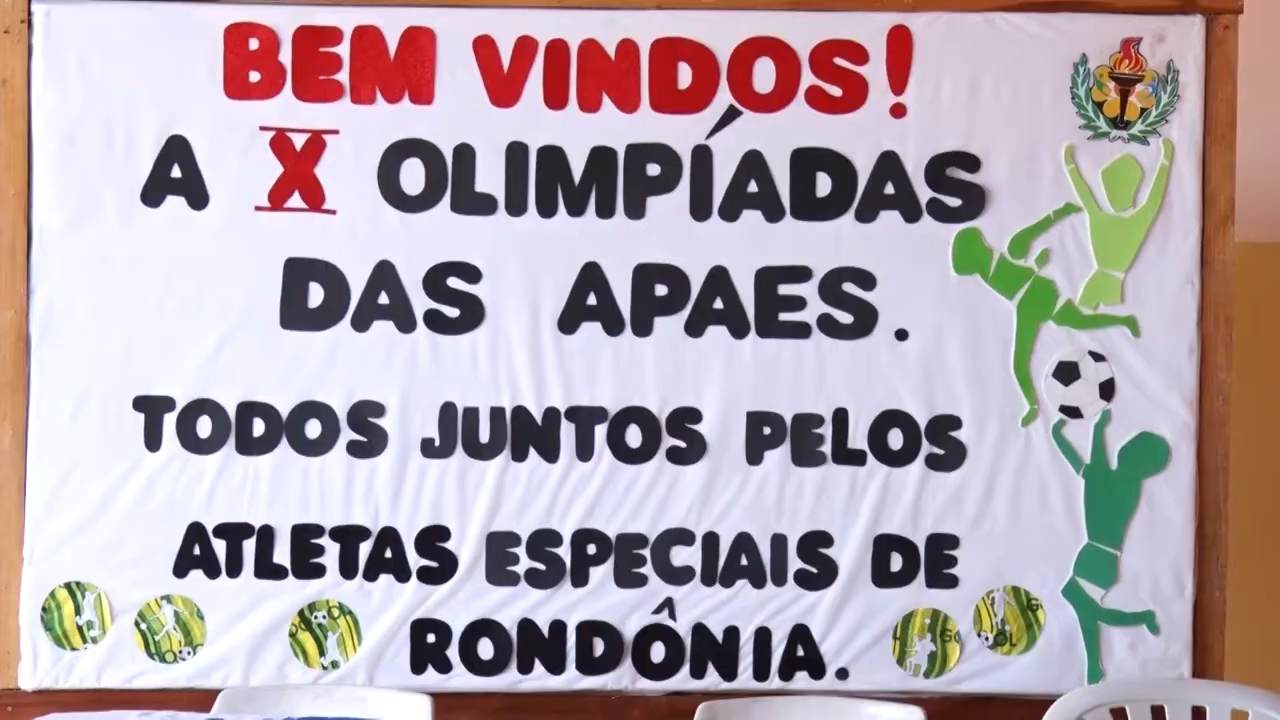 BEM VINDOS!
A X OLIMPÍADAS
DAS APAES.
TODOS JUNTOS PELOS
ATLETAS ESPECIAIS DE
RONDÔNIA.